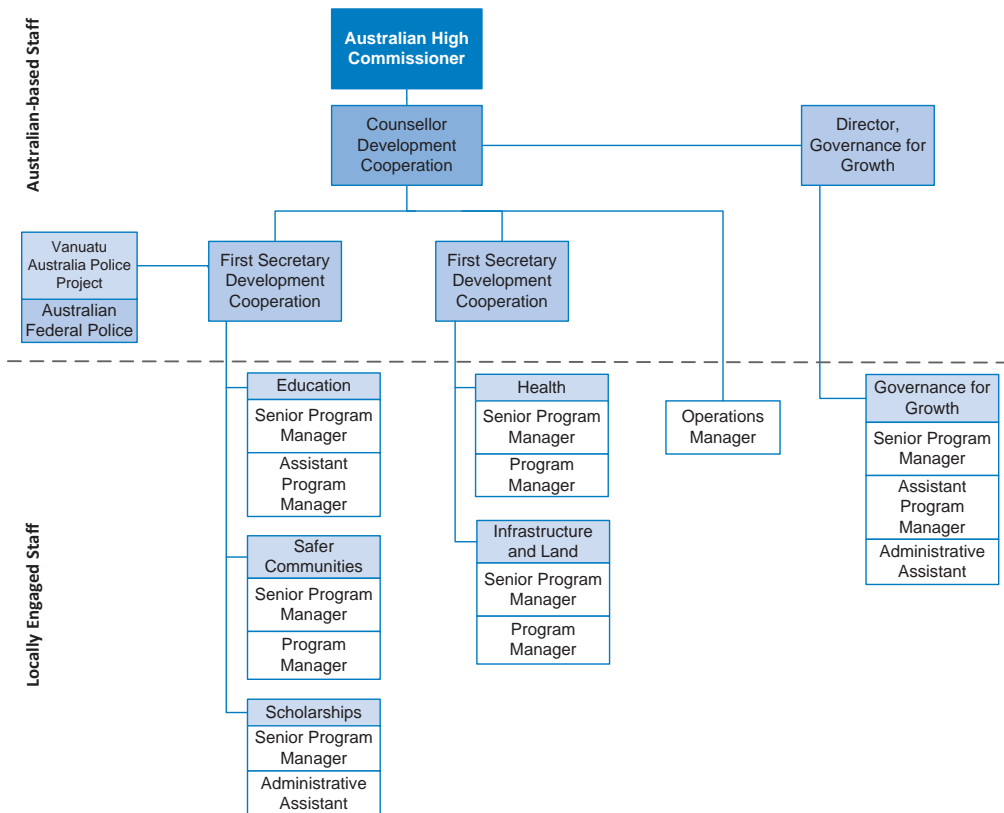 Australian-based Staff
Australian High
Commissioner
Counsellor
Development
Cooperation
Director,
Governance for
Growth
Vanuatu
Australia Police
Project
Australian
Federal Police
First Secretary
Development
Cooperation
First Secretary
Development
Cooperation
Locally Engaged Staff
Education
Senior Program
Manager
Assistant
Program
Manager
Safer
Communities
Senior Program
Manager
Program
Manager
Scholarships
Senior Program
Manager
Administrative
Assistant
Health
Senior Program
Manager
Program
Manager
Infrastructure
and Land
Senior Program
Manager
Program
Manager
Operations
Manager
Governance for
Growth
Senior Program
Manager
Assistant
Program
Manager
Administrative
Assistant